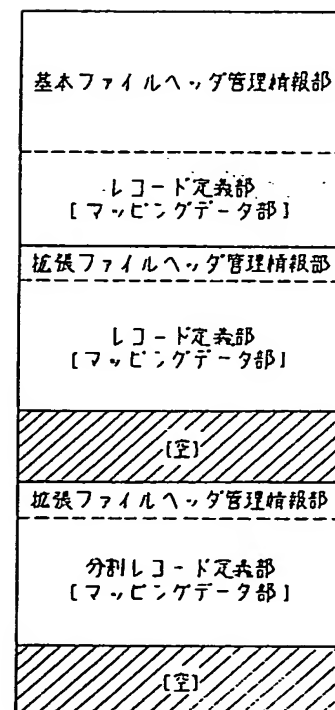 基本ファイルヘッダ管理情報部
レコード定義部
[マッピングデータ部]
拡張ファイルヘッダ管理情報部
レコード定義部
[マッピングデータ部]
[空]
拡張ファイルヘッダ管理情報部
分割レコード定義部
[マッピングデータ部]
[空]